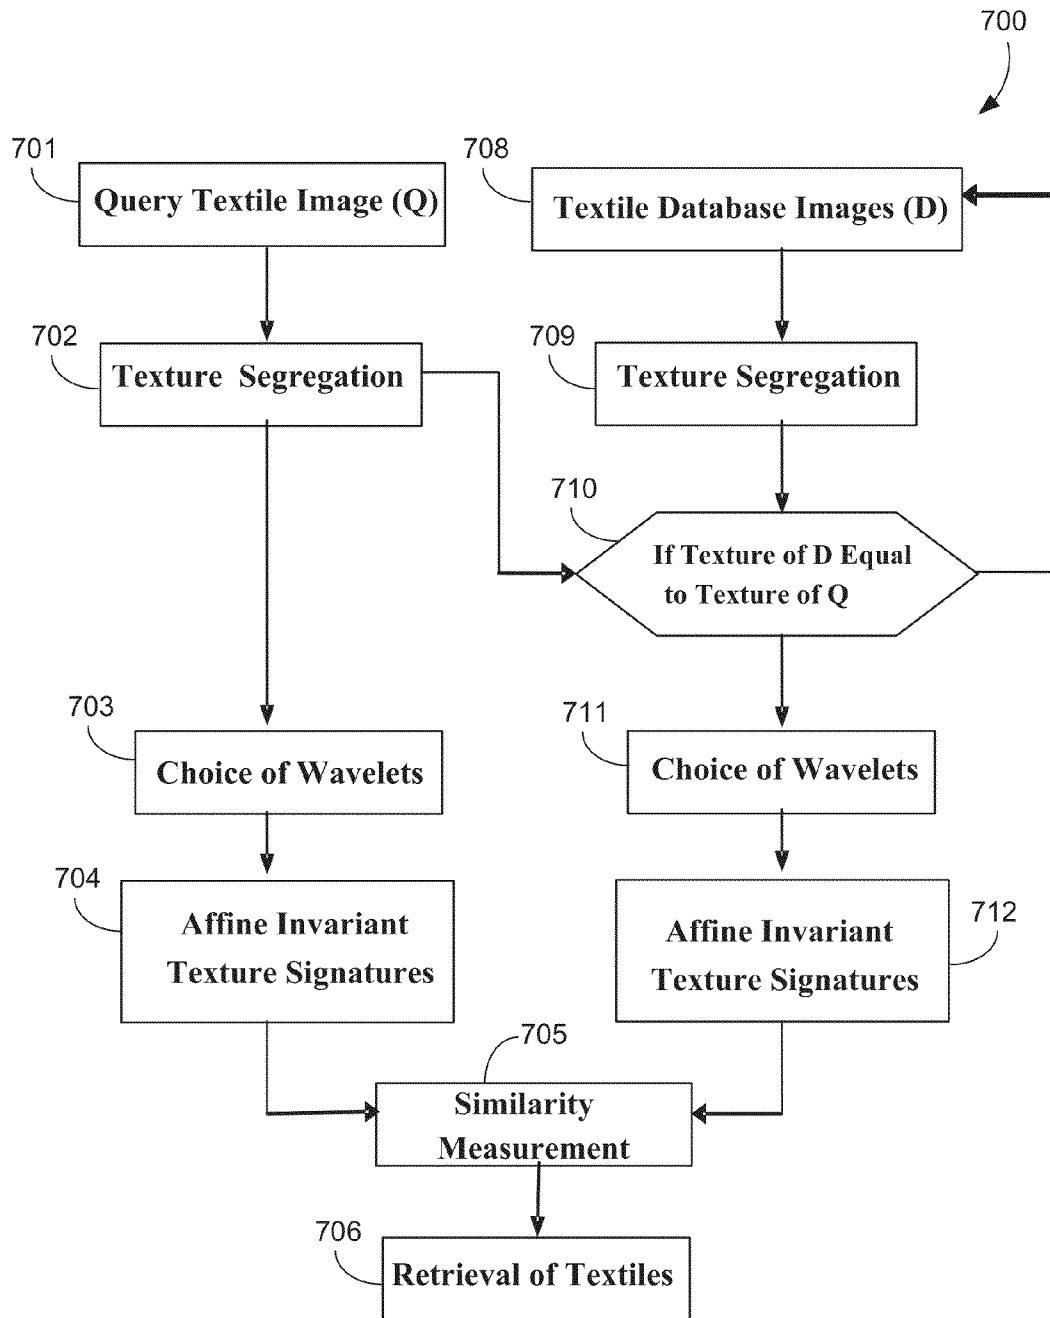 700
701
Query Textile Image (Q)
708
Textile Database Images (D)
702
Texture Segregation
709
Texture Segregation
710
If Texture of D Equal
to Texture of Q
703
Choice of Wavelets
711
Choice of Wavelets
704
Affine Invariant
Texture Signatures
712
Affine Invariant
Texture Signatures
705
Similarity
Measurement
706
Retrieval of Textiles